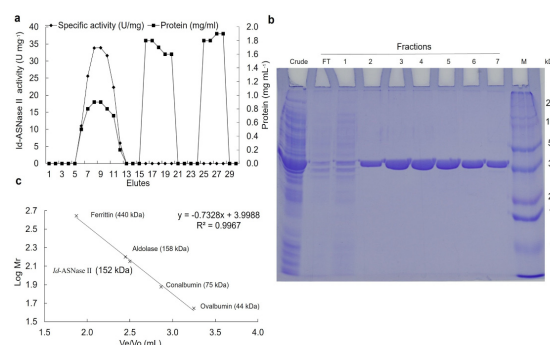 a
Specific activity (U/mg) Protein (mg/ml)
Id-ASNase II activity (U mg⁻¹)
40
35
30
25
20
15
10
5
0
2.0
1.8
1.6
1.4
1.2
1.0
0.8
0.6
0.4
0.2
0.0
Protein (mg mL⁻¹)
1 3 5 7 9 11 13 15 17 19 21 23 25 27 29
Elutes
b
Fractions
Crude FT 1 2 3 4 5 6 7 M
c
Log Mr
2.7
2.5
2.3
2.1
1.9
1.7
1.5
Ferrittin (440 kDa)
y = -0.7328x + 3.9988
R² = 0.9967
Aldolase (158 kDa)
Id-ASNase II (152 kDa)
Conalbumin (75 kDa)
Ovalbumin (44 kDa)
1.5 2.0 2.5 3.0 3.5 4.0
Ve/Vo (mL)